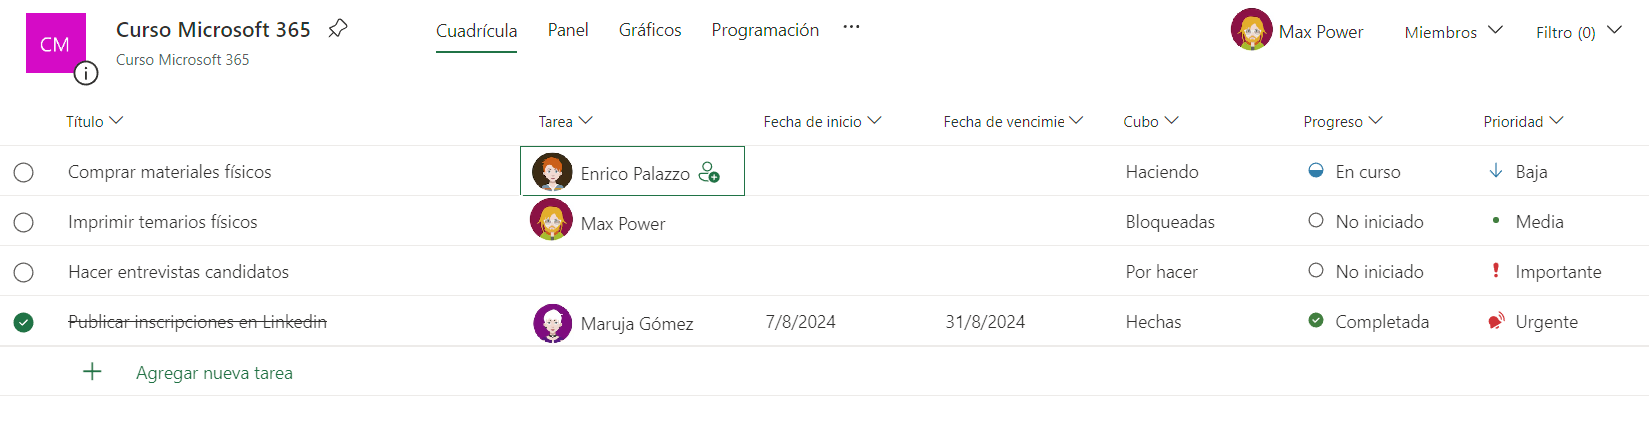 CM Curso Microsoft 365 Cuadrícula Panel Gráficos Programación ... Max Power Miembros Filtro (0)
Curso Microsoft 365
Título Tarea Fecha de inicio Fecha de vencimie Cubo Progreso Prioridad
Comprar materiales físicos Enrico Palazzo Haciendo En curso Baja
Imprimir temarios físicos Max Power Bloqueadas No iniciado Media
Hacer entrevistas candidatos Por hacer No iniciado Importante
Publicar inscripciones en Linkedin Maruja Gómez 7/8/2024 31/8/2024 Hechas Completada Urgente
Agregar nueva tarea